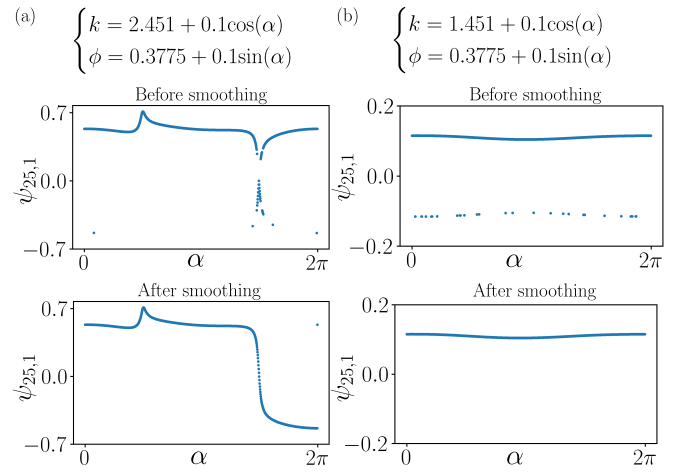 (a)
k = 2.451 + 0.1cos(α)
ϕ = 0.3775 + 0.1sin(α)
Before smoothing
0.7
0.0
−0.7
ψ25,1
0
α
2π
After smoothing
0.7
0.0
−0.7
ψ25,1
0
α
2π
(b)
k = 1.451 + 0.1cos(α)
ϕ = 0.3775 + 0.1sin(α)
Before smoothing
0.2
0.0
−0.2
ψ25,1
0
α
2π
After smoothing
0.2
0.0
−0.2
ψ25,1
0
α
2π